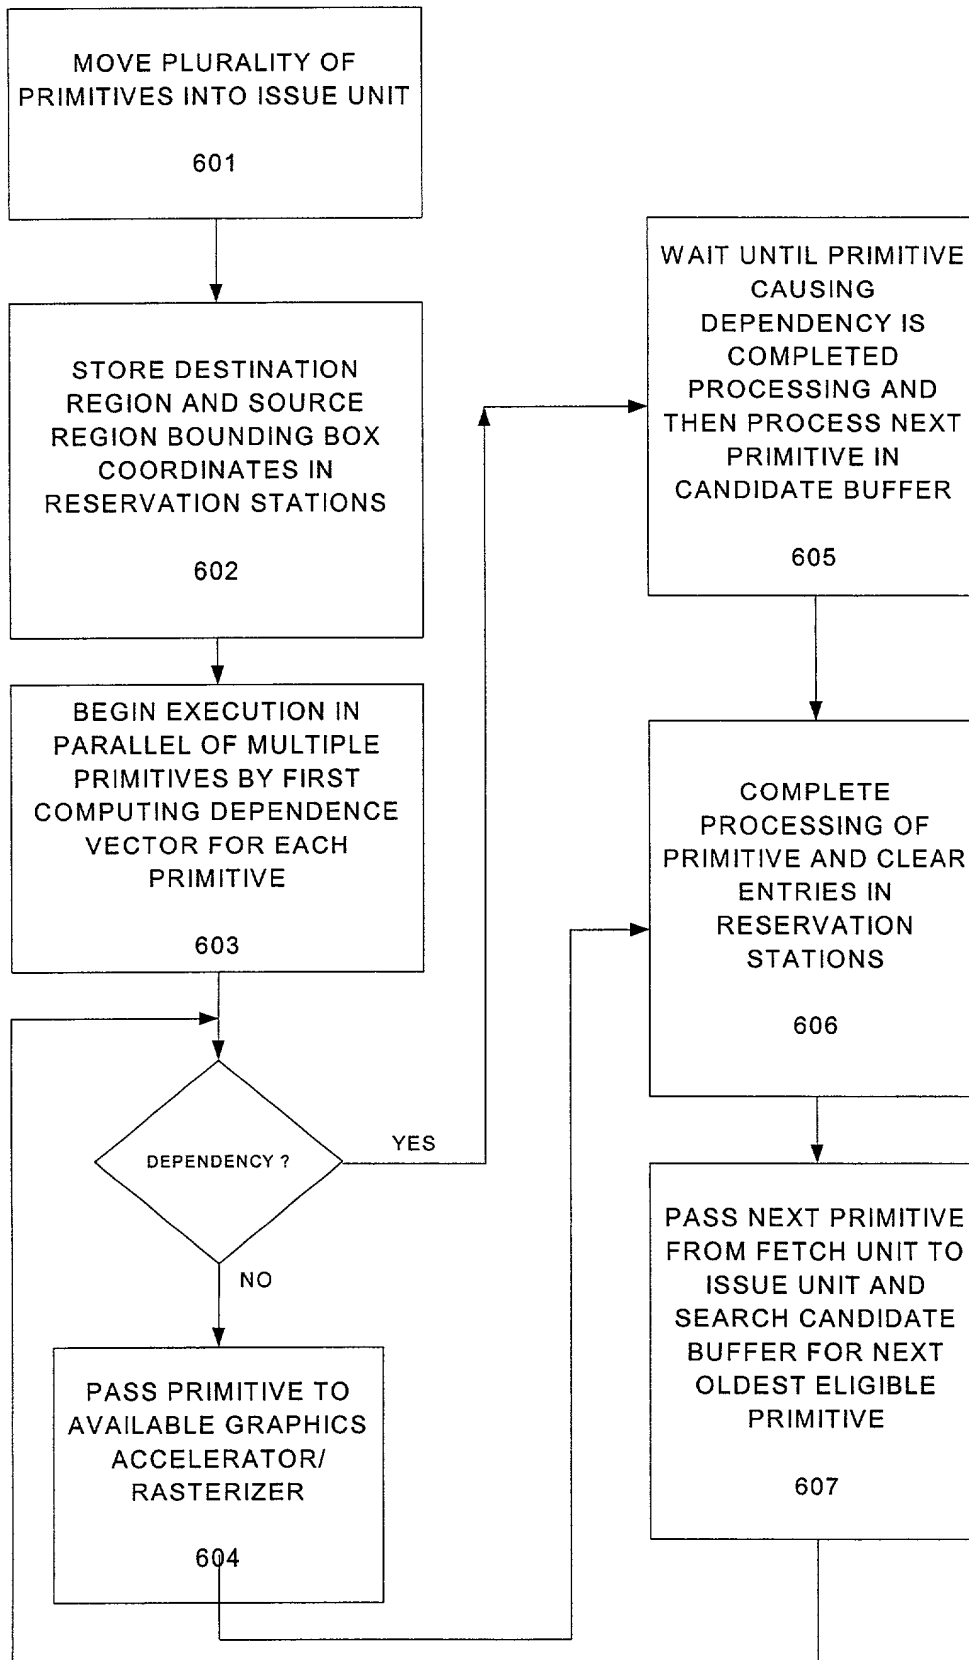 MOVE PLURALITY OF
PRIMITIVES INTO ISSUE UNIT
601
STORE DESTINATION
REGION AND SOURCE
REGION BOUNDING BOX
COORDINATES IN
RESERVATION STATIONS
602
BEGIN EXECUTION IN
PARALLEL OF MULTIPLE
PRIMITIVES BY FIRST
COMPUTING DEPENDENCE
VECTOR FOR EACH
PRIMITIVE
603
DEPENDENCY ?
YES
NO
PASS PRIMITIVE TO
AVAILABLE GRAPHICS
ACCELERATOR/
RASTERIZER
604
WAIT UNTIL PRIMITIVE
CAUSING
DEPENDENCY IS
COMPLETED
PROCESSING AND
THEN PROCESS NEXT
PRIMITIVE IN
CANDIDATE BUFFER
605
COMPLETE
PROCESSING OF
PRIMITIVE AND CLEAR
ENTRIES IN
RESERVATION
STATIONS
606
PASS NEXT PRIMITIVE
FROM FETCH UNIT TO
ISSUE UNIT AND
SEARCH CANDIDATE
BUFFER FOR NEXT
OLDEST ELIGIBLE
PRIMITIVE
607